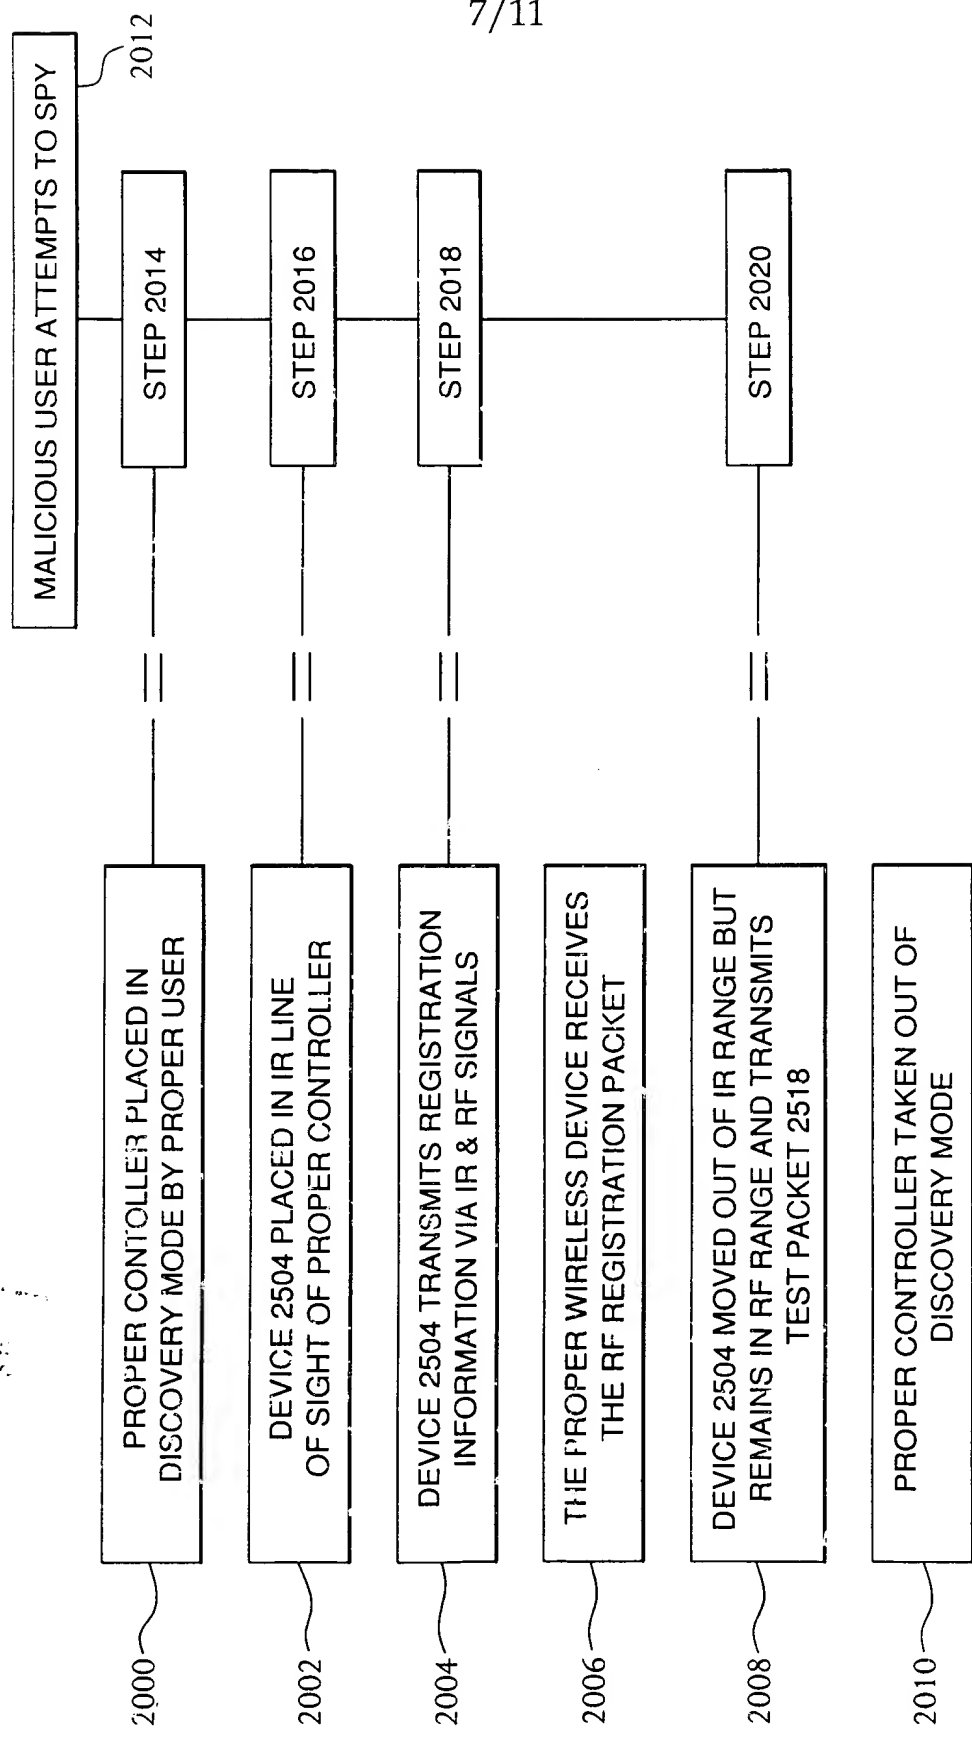 7/11
MALICIOUS USER ATTEMPTS TO SPY
2012
2000
PROPER CONTOLLER PLACED IN
DISCOVERY MODE BY PROPER USER
STEP 2014
2002
DEVICE 2504 PLACED IN IR LINE
OF SIGHT OF PROPER CONTROLLER
STEP 2016
2004
DEVICE 2504 TRANSMITS REGISTRATION
INFORMATION VIA IR & RF SIGNALS
STEP 2018
2006
THE PROPER WIRELESS DEVICE RECEIVES
THE RF REGISTRATION PACKET
2008
DEVICE 2504 MOVED OUT OF IR RANGE BUT
REMAINS IN RF RANGE AND TRANSMITS
TEST PACKET 2518
STEP 2020
2010
PROPER CONTROLLER TAKEN OUT OF
DISCOVERY MODE